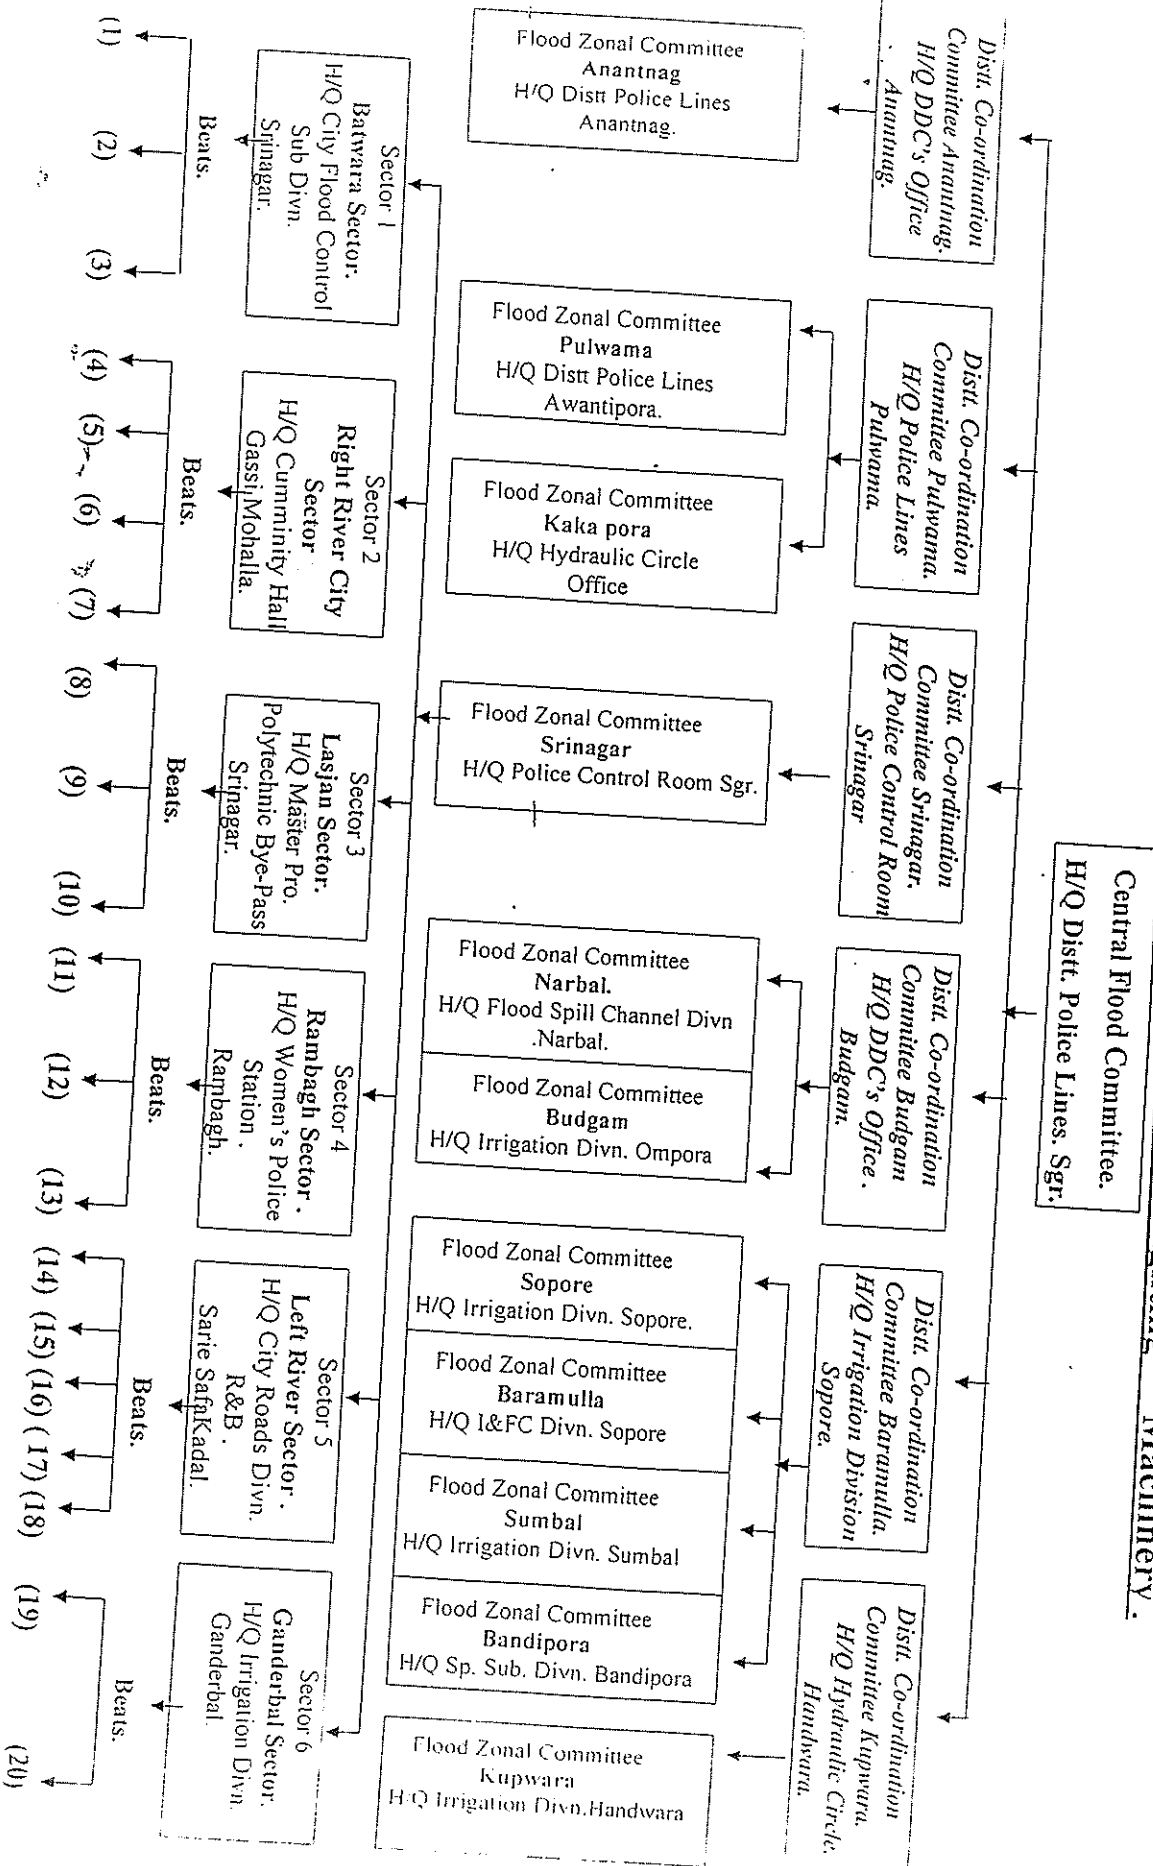 Machinery.
Central Flood Committee.
H/Q Distt. Police Lines. Sgr.
Distt. Co-ordination
Committee Anantnag.
H/Q DDC's Office
Anantnag.
Distt. Co-ordination
Committee Pulwama.
H/Q Police Lines
Pulwama.
Distt. Co-ordination
Committee Srinagar.
H/Q Police Control Room
Srinagar
Distt. Co-ordination
Committee Budgam
H/Q DDC's Office .
Budgam.
Distt. Co-ordination
Committee Baramulla.
H/Q Irrigation Division
Sopore.
Distt. Co-ordination
Committee Kupwara.
H/Q Hydraulic Circle.
Handwara.
Flood Zonal Committee
Anantnag
H/Q Distt Police Lines
Anantnag.
Flood Zonal Committee
Pulwama
H/Q Distt Police Lines
Awantipora.
Flood Zonal Committee
Kaka pora
H/Q Hydraulic Circle
Office
Flood Zonal Committee
Srinagar
H/Q Police Control Room Sgr.
Flood Zonal Committee
Narbal.
H/Q Flood Spill Channel Divn
.Narbal.
Flood Zonal Committee
Budgam
H/Q Irrigation Divn. Ompora
Flood Zonal Committee
Sopore
H/Q Irrigation Divn. Sopore.
Flood Zonal Committee
Baramulla
H/Q I&FC Divn. Sopore
Flood Zonal Committee
Sumbal
H/Q Irrigation Divn. Sumbal
Flood Zonal Committee
Bandipora
H/Q Sp. Sub. Divn. Bandipora
Flood Zonal Committee
Kupwara
H/Q Irrigation Divn.Handwara
Sector 1
Batwara Sector.
H/Q City Flood Control
Sub Divn.
Srinagar.
Sector 2
Right River City
Sector
H/Q Cumminity Hall
Gassi Mohalla.
Sector 3
Lasjan Sector.
H/Q Master Pro.
Polytechnic Bye-Pass
Srinagar.
Sector 4
Rambagh Sector .
H/Q Women's Police
Station .
Rambagh.
Sector 5
Left River Sector .
H/Q City Roads Divn.
R&B .
Sarie SafaKadal.
Sector 6
Ganderbal Sector.
H/Q Irrigation Divn.
Ganderbal.
Beats.
Beats.
Beats.
Beats.
Beats.
Beats.
(1) (2) (3) (4) (5) (6) (7) (8) (9) (10) (11) (12) (13) (14) (15) (16) (17) (18) (19) (20)